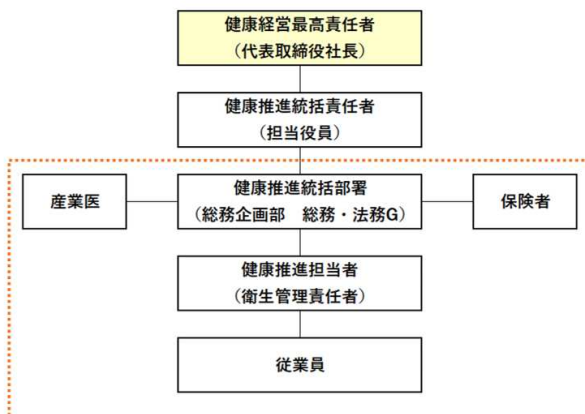 健康経営最高責任者
（代表取締役社長）
健康推進統括責任者
（担当役員）
産業医
健康推進統括部署
（総務企画部　総務・法務G）
保険者
健康推進担当者
（衛生管理責任者）
従業員